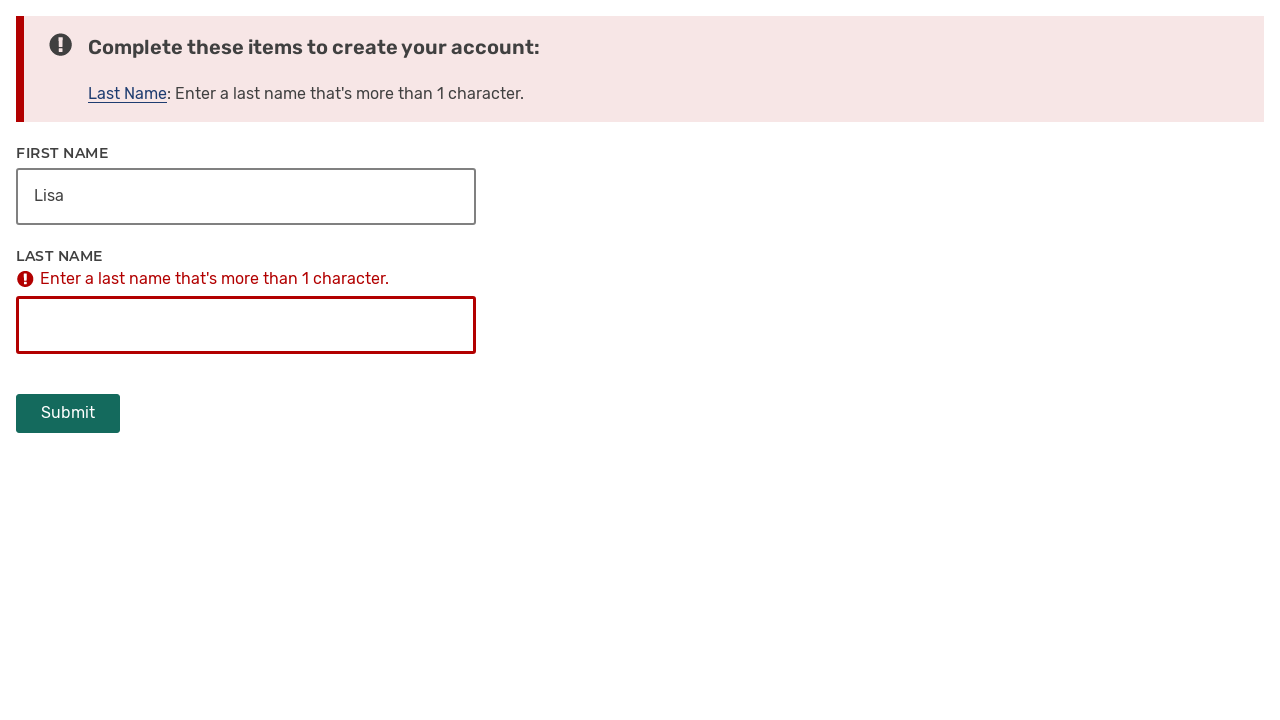 Complete these items to create your account:
Last Name: Enter a last name that's more than 1 character.
FIRST NAME
Lisa
LAST NAME
Enter a last name that's more than 1 character.
Submit